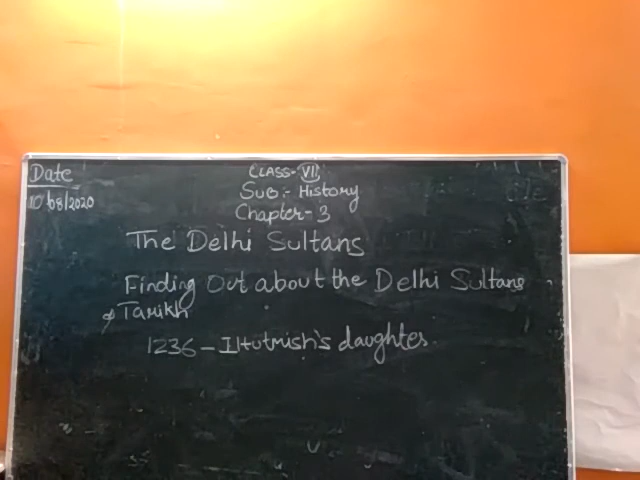 Date
10/08/2020
CLASS-VII
Sub:- History
Chapter-3
The Delhi Sultans
Finding Out about the Delhi Sultans
Tarikh
1236 - Iltutmish's daughter.